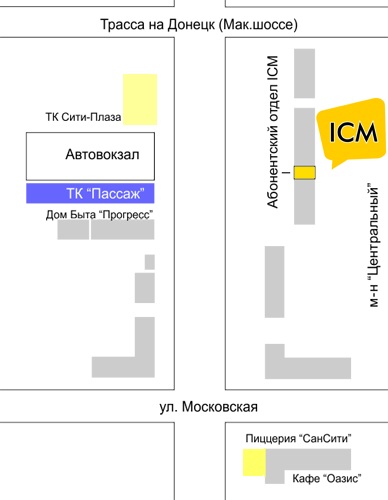 Трасса на Донецк (Мак.шоссе)
ТК Сити-Плаза
Автовокзал
ТК "Пассаж"
Дом Быта "Прогресс"
Абонентский отдел ICM
ICM
м-н "Центральный"
ул. Московская
Пиццерия "СанСити"
Кафе "Оазис"